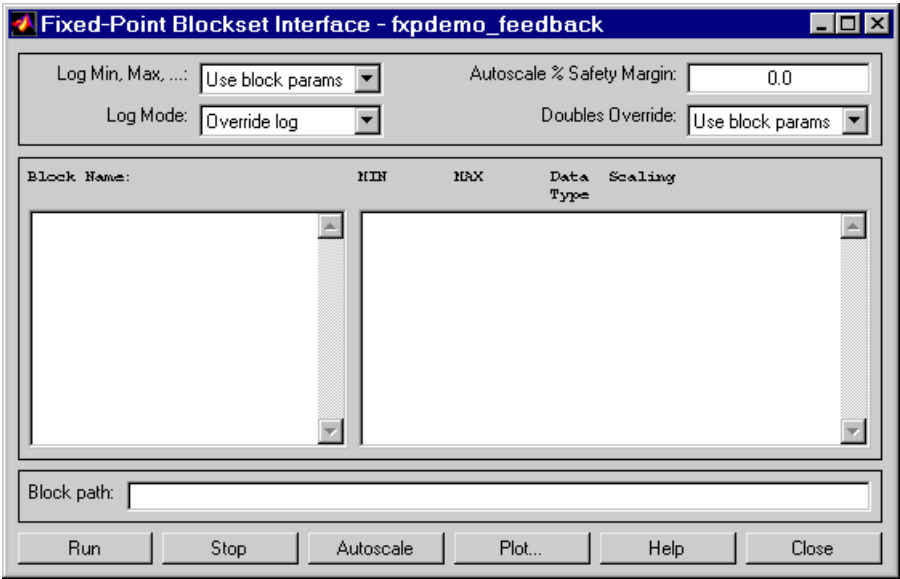 Fixed-Point Blockset Interface - fxpdemo_feedback
Log Min, Max, ...: Use block params Autoscale % Safety Margin: 0.0
Log Mode: Override log Doubles Override: Use block params
Block Name: MIN MAX Data Scaling
Type
Block path:
Run Stop Autoscale Plot... Help Close